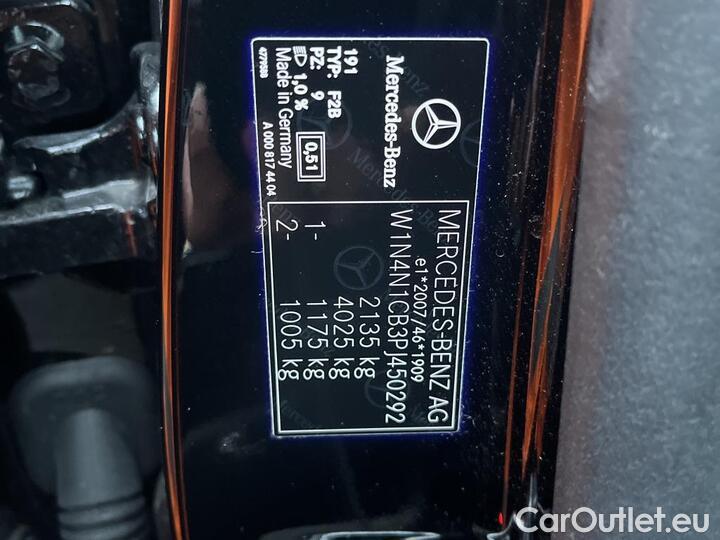 MERCEDES-BENZ AG
e1*2007/46*1909
W1N4N1CB3PJ450292
2135 kg
4025 kg
1- 1175 kg
2- 1005 kg
Mercedes-Benz
191
TYP: F2B
PZ: 9
1,0 %
0,51
Made in Germany
A 000 817 44 04
4779508
CarOutlet.eu